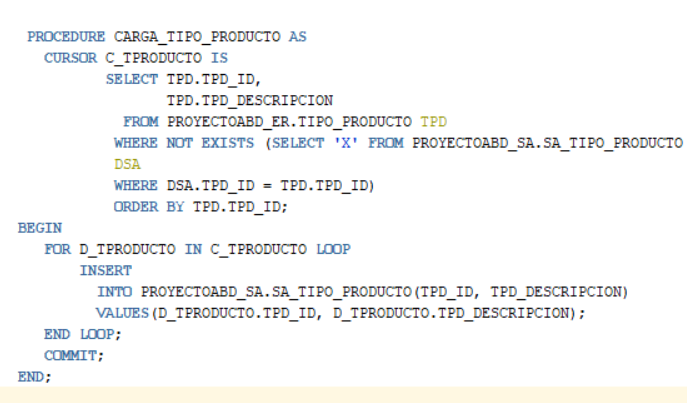 PROCEDURE CARGA_TIPO_PRODUCTO AS
CURSOR C_TPRODUCTO IS
SELECT TPD.TPD_ID,
TPD.TPD_DESCRIPCION
FROM PROYECTOABD_ER.TIPO_PRODUCTO TPD
WHERE NOT EXISTS (SELECT 'X' FROM PROYECTOABD_SA.SA_TIPO_PRODUCTO
DSA
WHERE DSA.TPD_ID = TPD.TPD_ID)
ORDER BY TPD.TPD_ID;
BEGIN
FOR D_TPRODUCTO IN C_TPRODUCTO LOOP
INSERT
INTO PROYECTOABD_SA.SA_TIPO_PRODUCTO(TPD_ID, TPD_DESCRIPCION)
VALUES(D_TPRODUCTO.TPD_ID, D_TPRODUCTO.TPD_DESCRIPCION);
END LOOP;
COMMIT;
END;